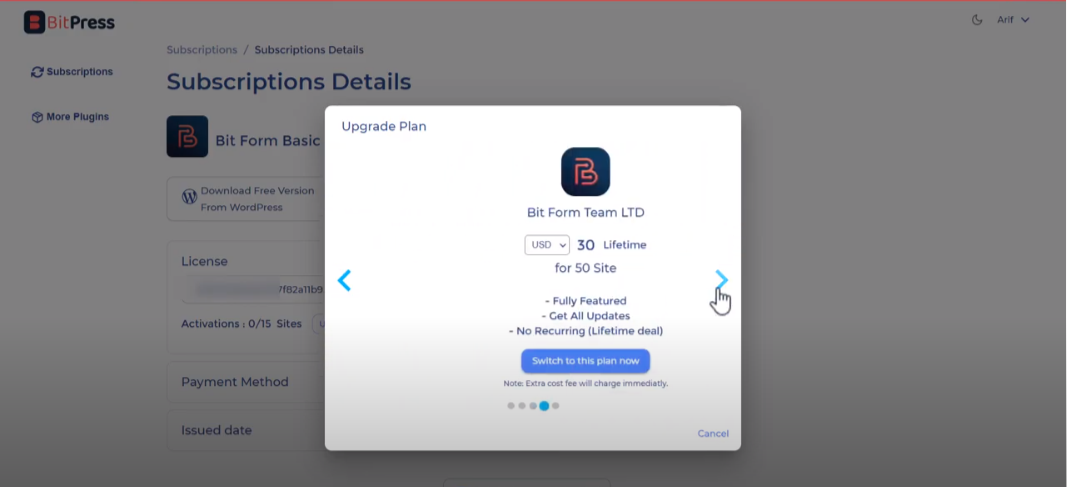 BitPress
Arif
Subscriptions / Subscriptions Details
Subscriptions
Subscriptions Details
More Plugins
Bit Form Basic
Download Free Version
From WordPress
License
7f82a11b9
Activations : 0/15 Sites
Payment Method
Issued date
Upgrade Plan
Bit Form Team LTD
USD 30 Lifetime
for 50 Site
- Fully Featured
- Get All Updates
- No Recurring (Lifetime deal)
Switch to this plan now
Note: Extra cost fee will charge immediatly.
Cancel